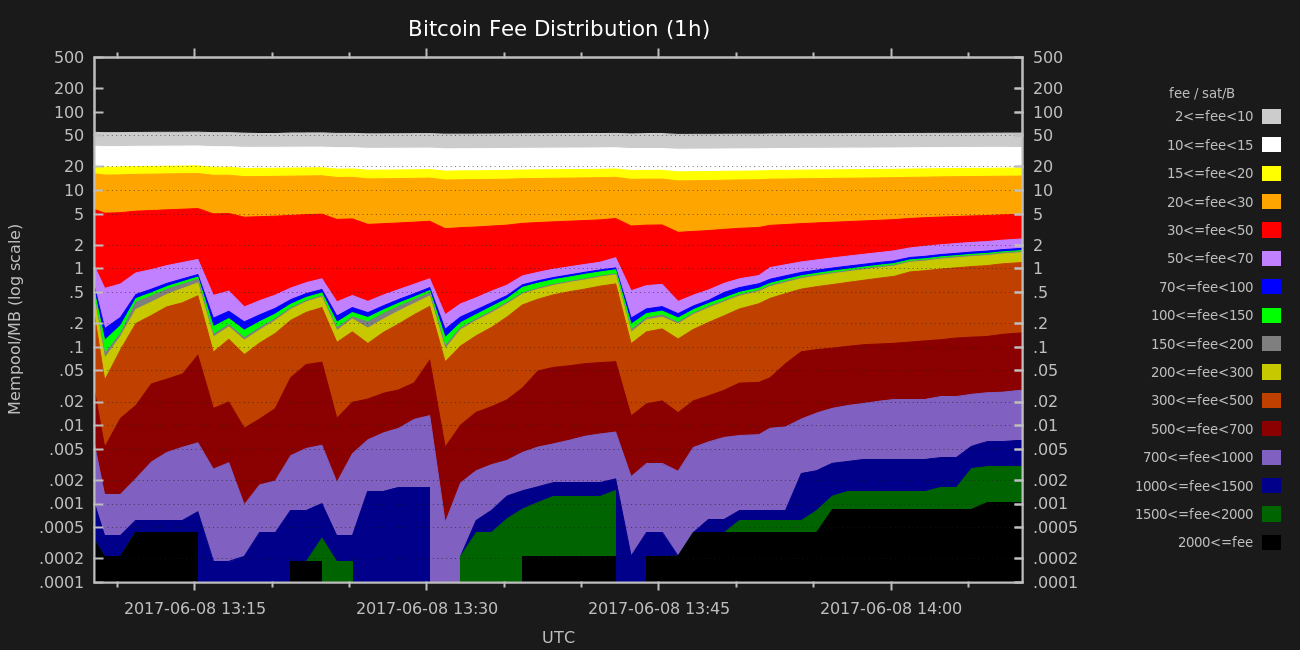 Bitcoin Fee Distribution (1h)
Mempool/MB (log scale)
500 500
200 200
100 100
50 50
20 20
10 10
5 5
2 2
1 1
.5 .5
.2 .2
.1 .1
.05 .05
.02 .02
.01 .01
.005 .005
.002 .002
.001 .001
.0005 .0005
.0002 .0002
.0001 .0001
2017-06-08 13:15 2017-06-08 13:30 2017-06-08 13:45 2017-06-08 14:00
UTC
fee / sat/B
2<=fee<10
10<=fee<15
15<=fee<20
20<=fee<30
30<=fee<50
50<=fee<70
70<=fee<100
100<=fee<150
150<=fee<200
200<=fee<300
300<=fee<500
500<=fee<700
700<=fee<1000
1000<=fee<1500
1500<=fee<2000
2000<=fee